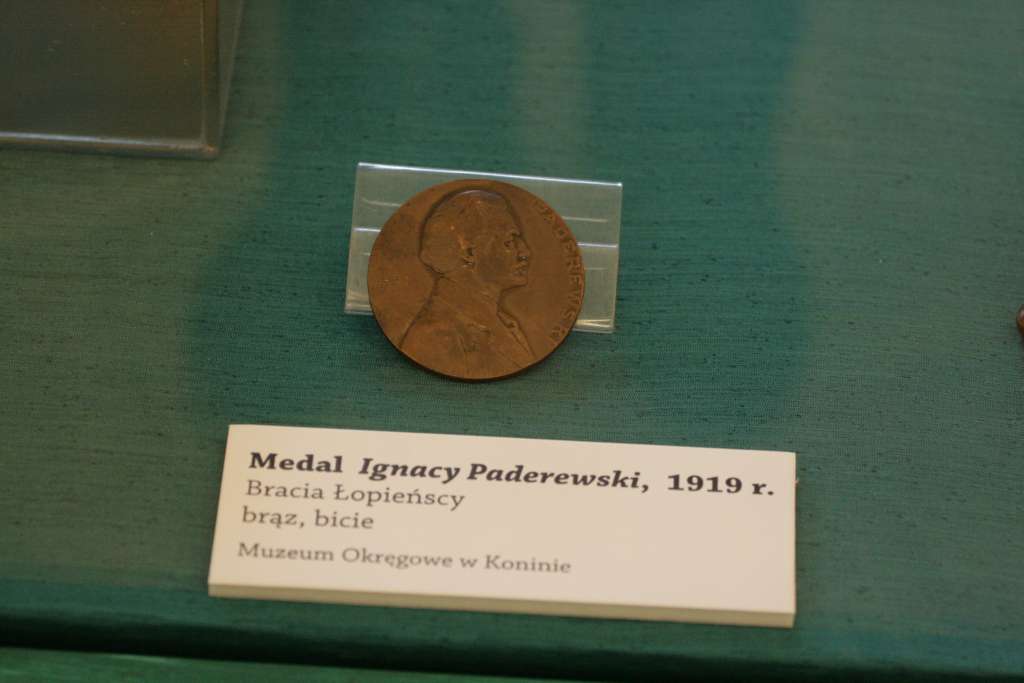 PADEREWSKI
Medal Ignacy Paderewski, 1919 r.
Bracia Łopieńscy
brąz, bicie
Muzeum Okręgowe w Koninie